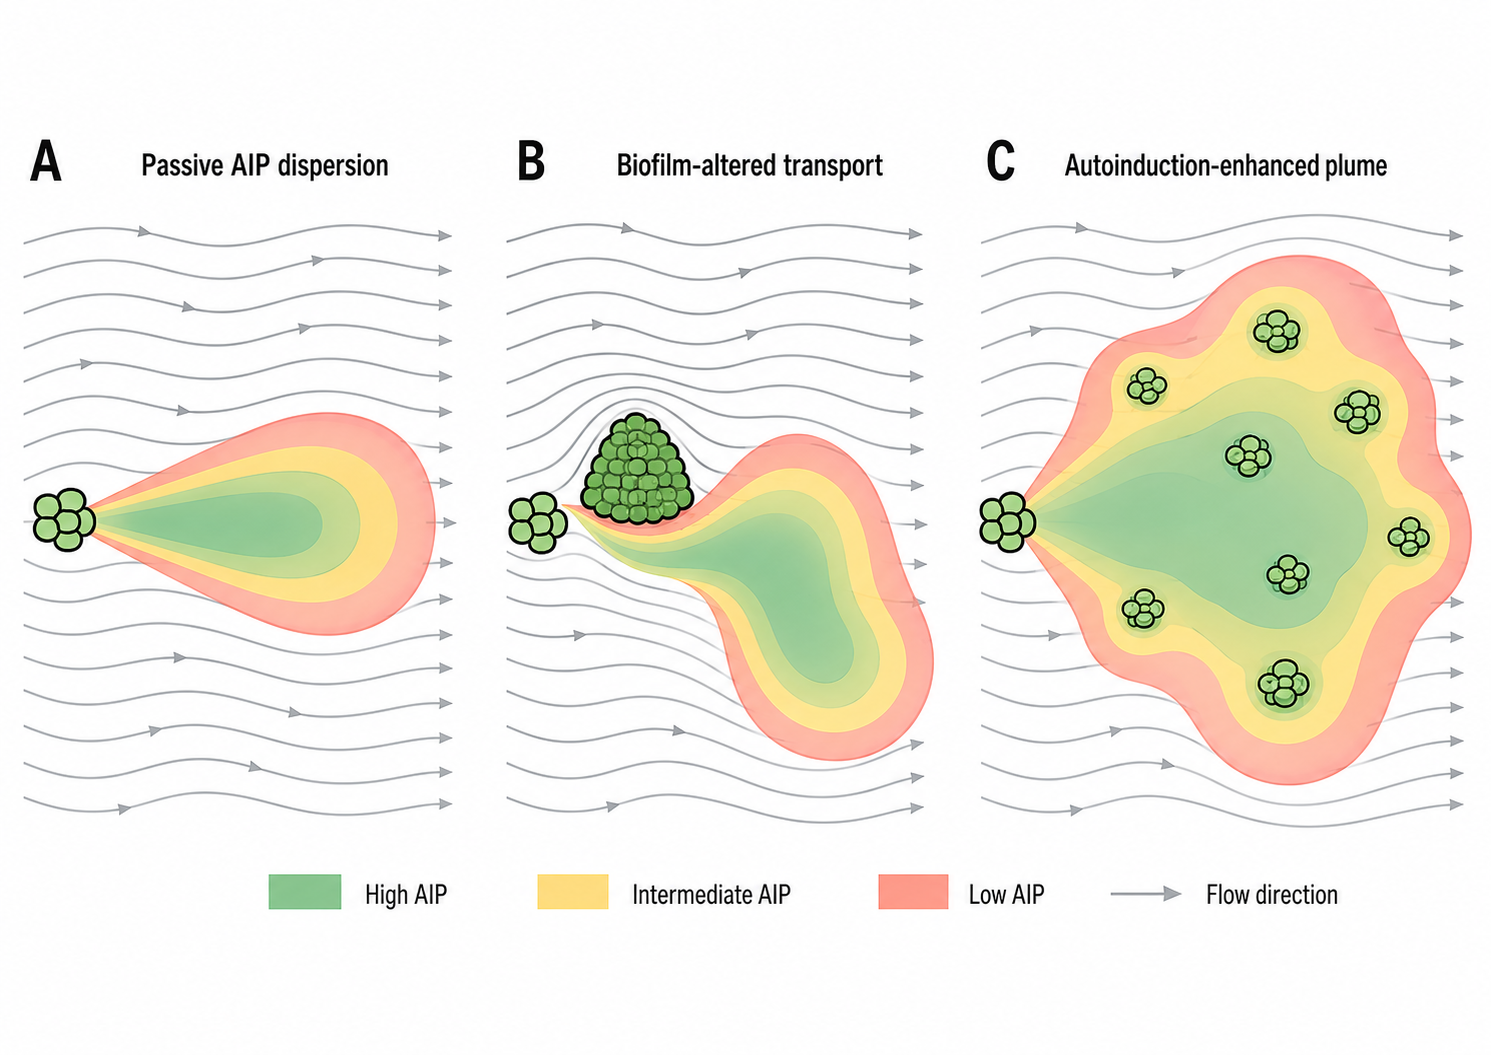 A Passive AIP dispersion
B Biofilm-altered transport
C Autoinduction-enhanced plume
High AIP
Intermediate AIP
Low AIP
Flow direction